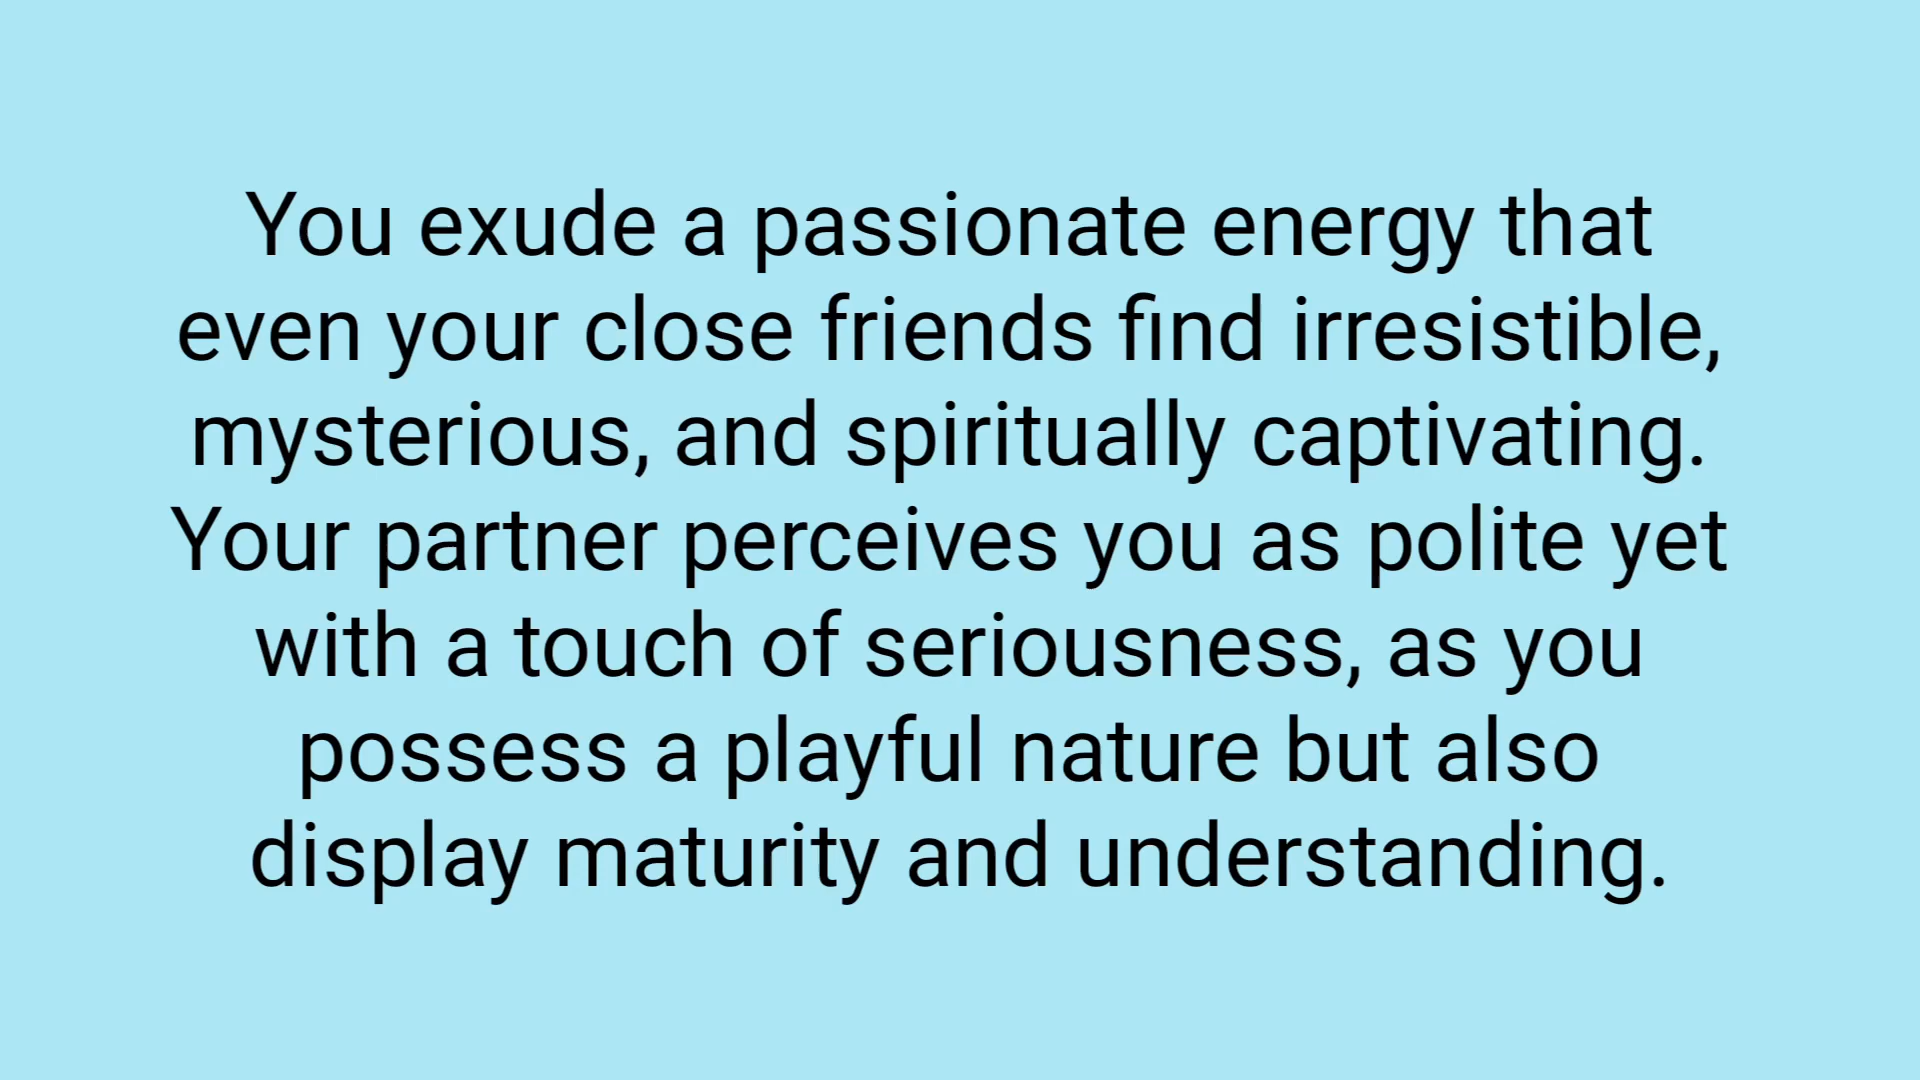 You exude a passionate energy that
even your close friends find irresistible,
mysterious, and spiritually captivating.
Your partner perceives you as polite yet
with a touch of seriousness, as you
possess a playful nature but also
display maturity and understanding.